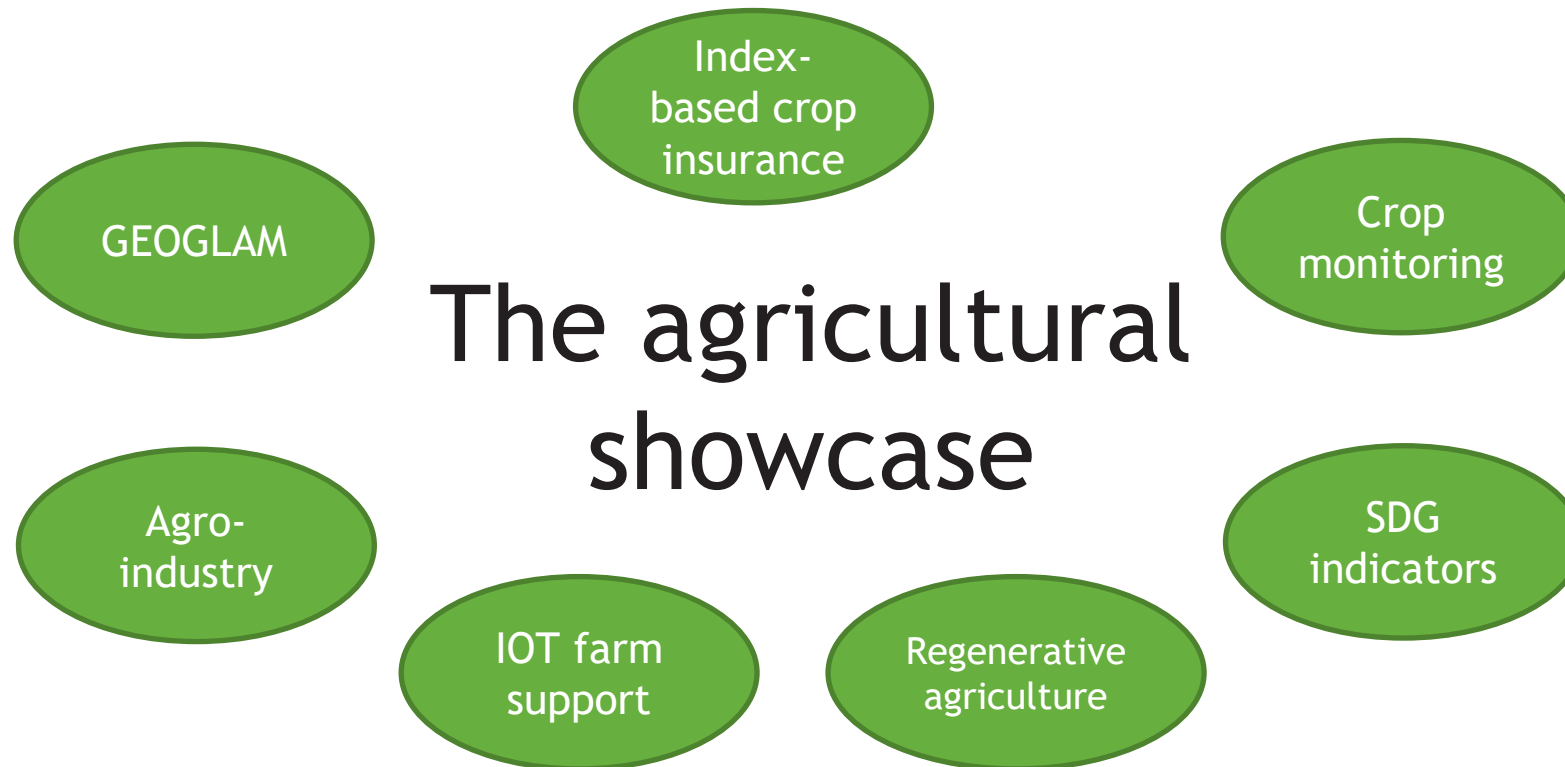 Index-
based crop
insurance
GEOGLAM
Crop
monitoring
The agricultural
showcase
Agro-
industry
SDG
indicators
IOT farm
support
Regenerative
agriculture